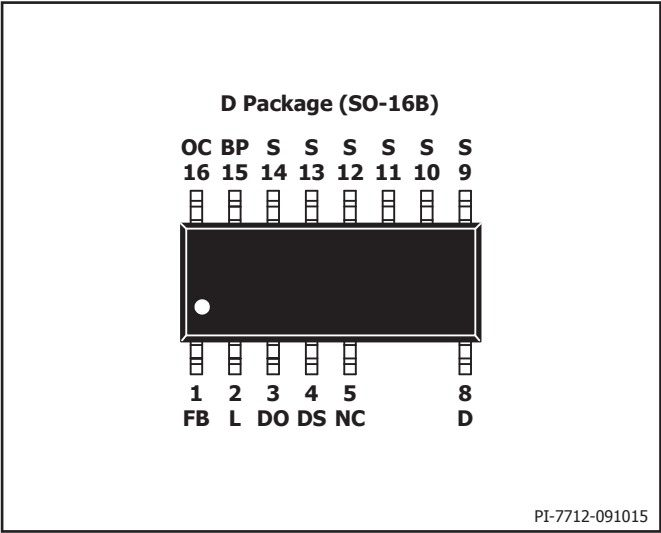 D Package (SO-16B)
OC BP S S S S S S
16 15 14 13 12 11 10 9
1 2 3 4 5 8
FB L DO DS NC D
PI-7712-091015